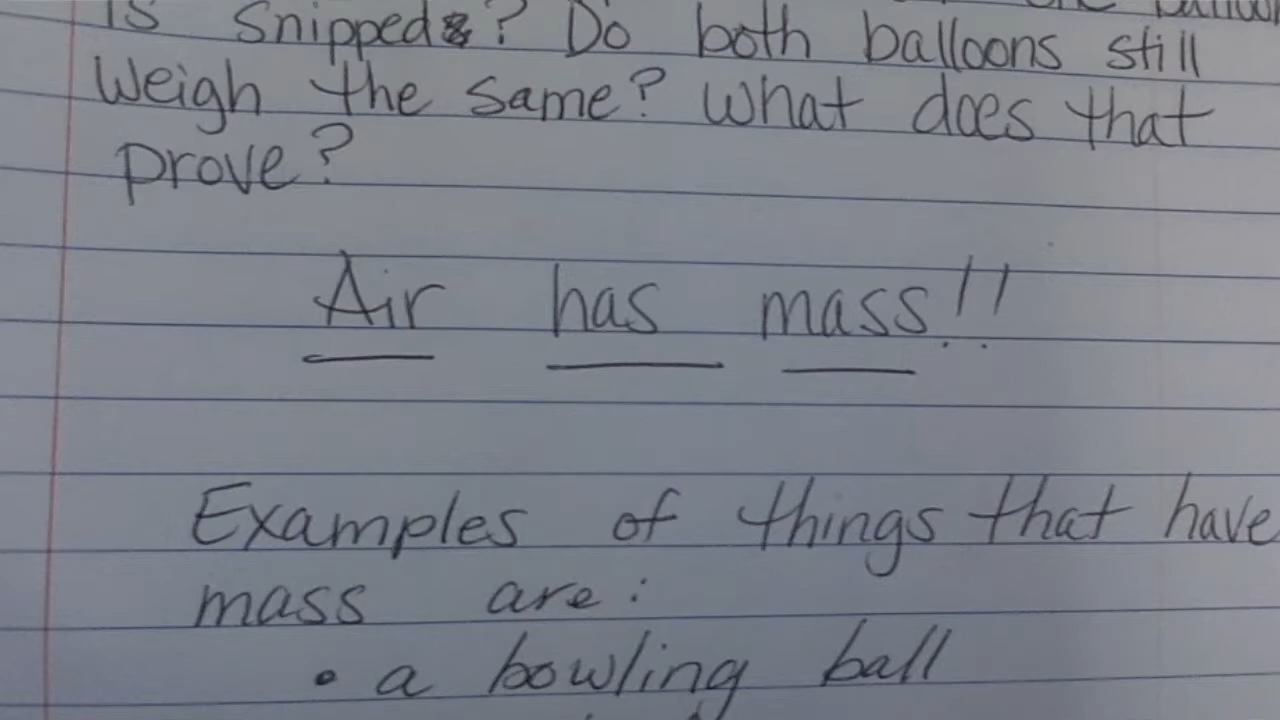 is snipped? Do both balloons still
weigh the same? What does that
prove?
Air has mass!!
Examples of things that have
mass are:
• a bowling ball